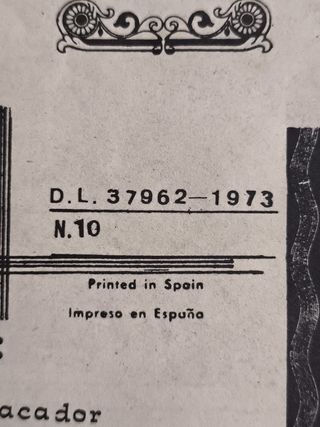 D.L. 37962-1973
N.10
Printed in Spain
Impreso en España
acador